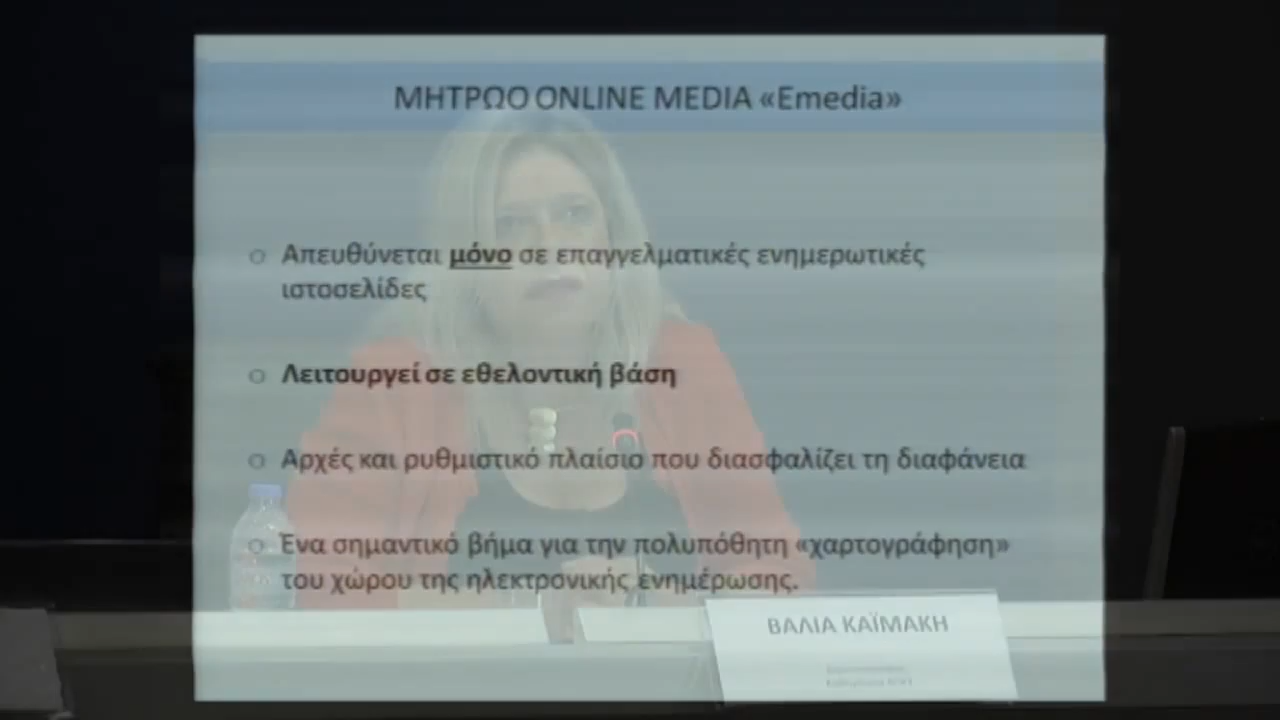 ΜΗΤΡΩΟ ONLINE MEDIA «Emedia»
o Απευθύνεται μόνο σε επαγγελματικές ενημερωτικές
ιστοσελίδες
o Λειτουργεί σε εθελοντική βάση
o Αρχές και ρυθμιστικό πλαίσιο που διασφαλίζει τη διαφάνεια
o Ένα σημαντικό βήμα για την πολυπόθητη «χαρτογράφηση»
του χώρου της ηλεκτρονικής ενημέρωσης.
ΒΑΛΙΑ ΚΑΪΜΑΚΗ